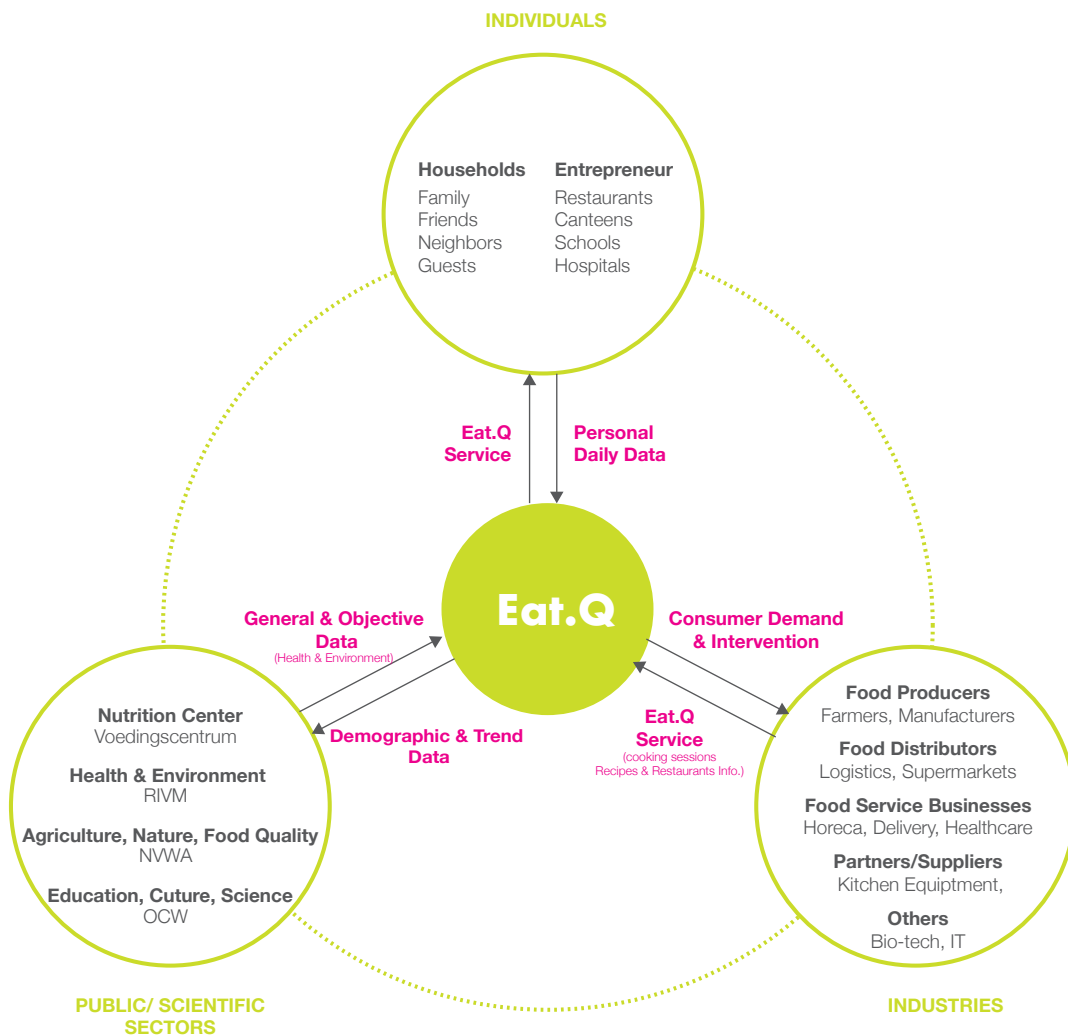 INDIVIDUALS
Households
Family
Friends
Neighbors
Guests
Entrepreneur
Restaurants
Canteens
Schools
Hospitals
Eat.Q
Service
Personal
Daily Data
Eat.Q
General & Objective
Data
(Health & Environment)
Demographic & Trend
Data
Consumer Demand
& Intervention
Eat.Q
Service
(cooking sessions
Recipes & Restaurants Info.)
Nutrition Center
Voedingscentrum
Health & Environment
RIVM
Agriculture, Nature, Food Quality
NVWA
Education, Cuture, Science
OCW
PUBLIC/ SCIENTIFIC
SECTORS
Food Producers
Farmers, Manufacturers
Food Distributors
Logistics, Supermarkets
Food Service Businesses
Horeca, Delivery, Healthcare
Partners/Suppliers
Kitchen Equiptment,
Others
Bio-tech, IT
INDUSTRIES